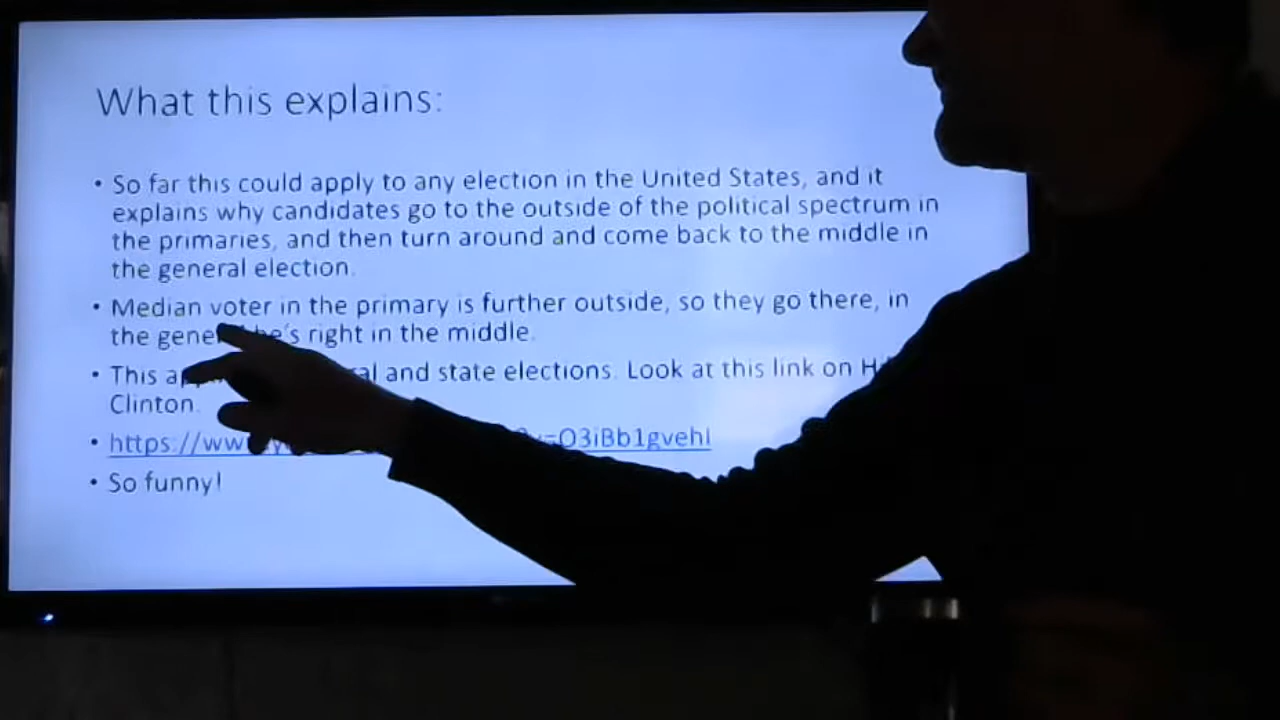 What this explains:
• So far this could apply to any election in the United States, and it
explains why candidates go to the outside of the political spectrum in
the primaries, and then turn around and come back to the middle in
the general election.
• Median voter in the primary is further outside, so they go there, in
the right in the middle.
• This and state elections. Look at this link on
Clinton.
• https://ww
• So funny!